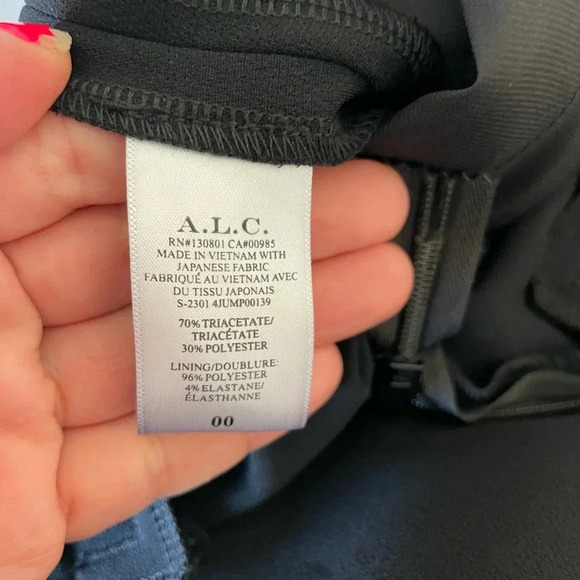 A.L.C.
RN#130801 CA#00985
MADE IN VIETNAM WITH
JAPANESE FABRIC
FABRIQUÉ AU VIETNAM AVEC
DU TISSU JAPONAIS
S-2301 4JUMP00139
70% TRIACETATE/
TRIACÉTATE
30% POLYESTER
LINING/DOUBLURE:
96% POLYESTER
4% ELASTANE/
ÉLASTHANNE
00